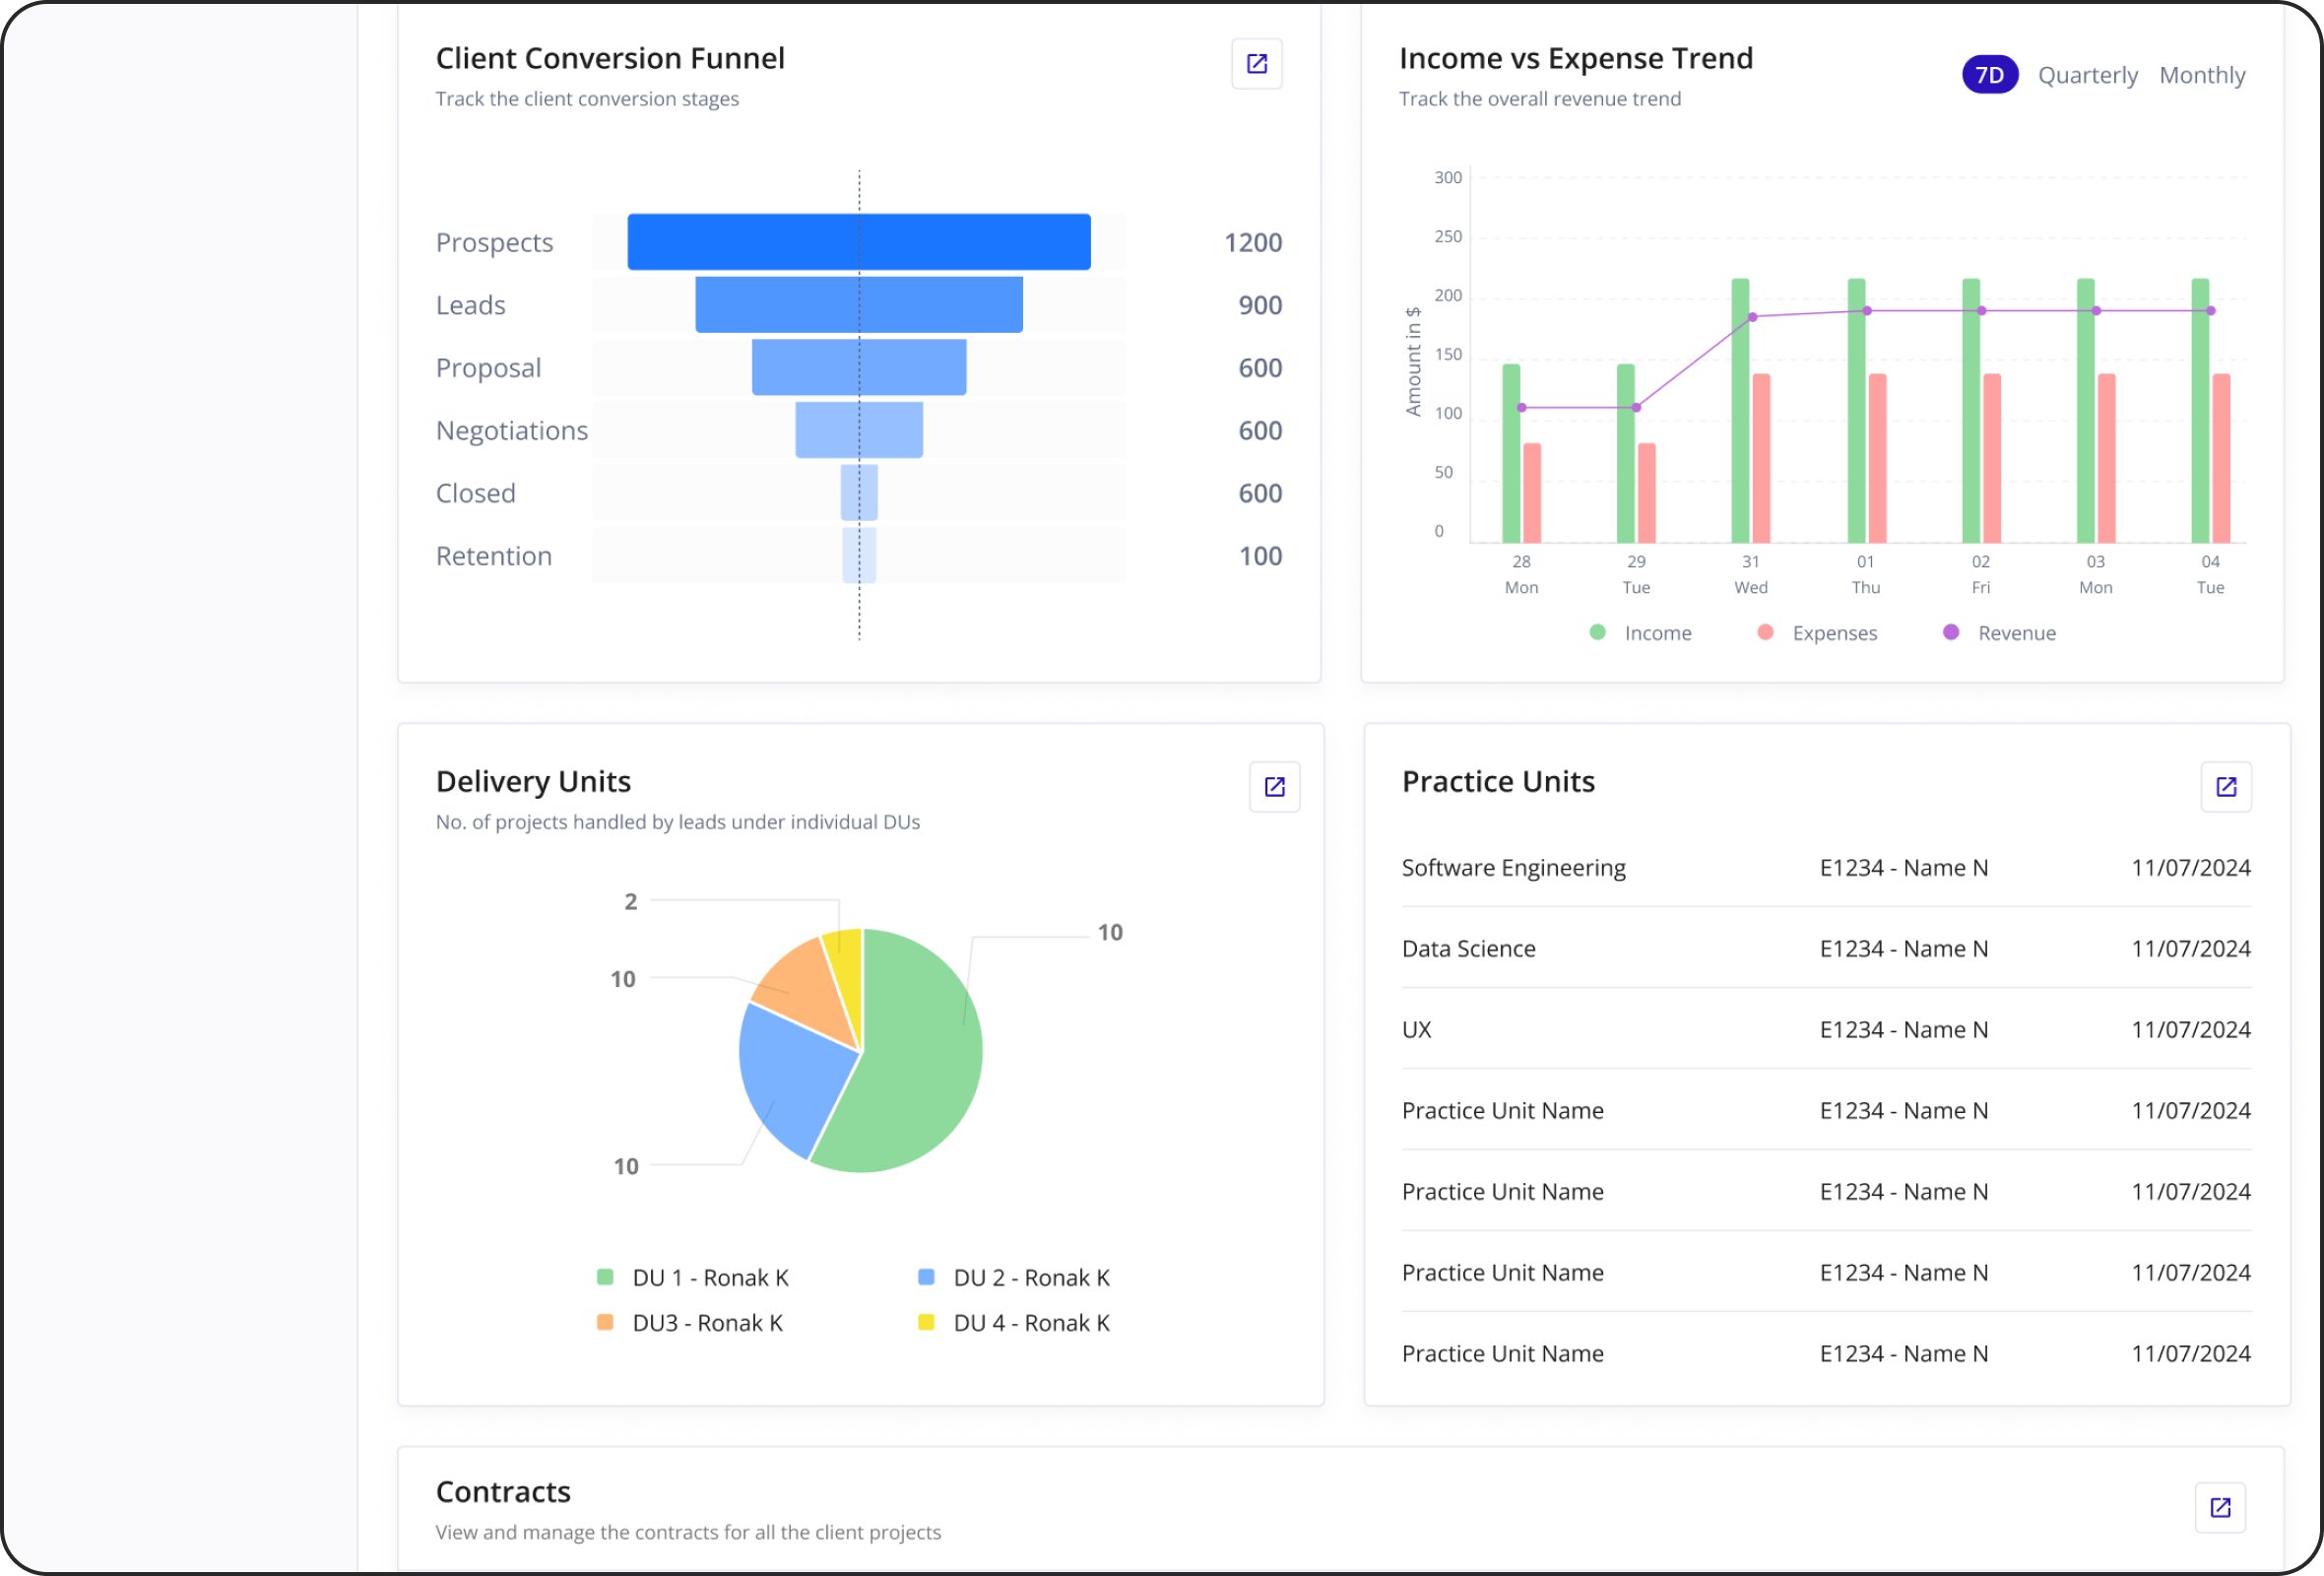 Client Conversion Funnel
Track the client conversion stages
Prospects 1200
Leads 900
Proposal 600
Negotiations 600
Closed 600
Retention 100
Income vs Expense Trend
Track the overall revenue trend
7D Quarterly Monthly
Amount in $
300
250
200
150
100
50
0
28 29 31 01 02 03 04
Mon Tue Wed Thu Fri Mon Tue
Income Expenses Revenue
Delivery Units
No. of projects handled by leads under individual DUs
2
10
10
10
DU 1 - Ronak K DU 2 - Ronak K
DU3 - Ronak K DU 4 - Ronak K
Practice Units
Software Engineering E1234 - Name N 11/07/2024
Data Science E1234 - Name N 11/07/2024
UX E1234 - Name N 11/07/2024
Practice Unit Name E1234 - Name N 11/07/2024
Practice Unit Name E1234 - Name N 11/07/2024
Practice Unit Name E1234 - Name N 11/07/2024
Practice Unit Name E1234 - Name N 11/07/2024
Contracts
View and manage the contracts for all the client projects